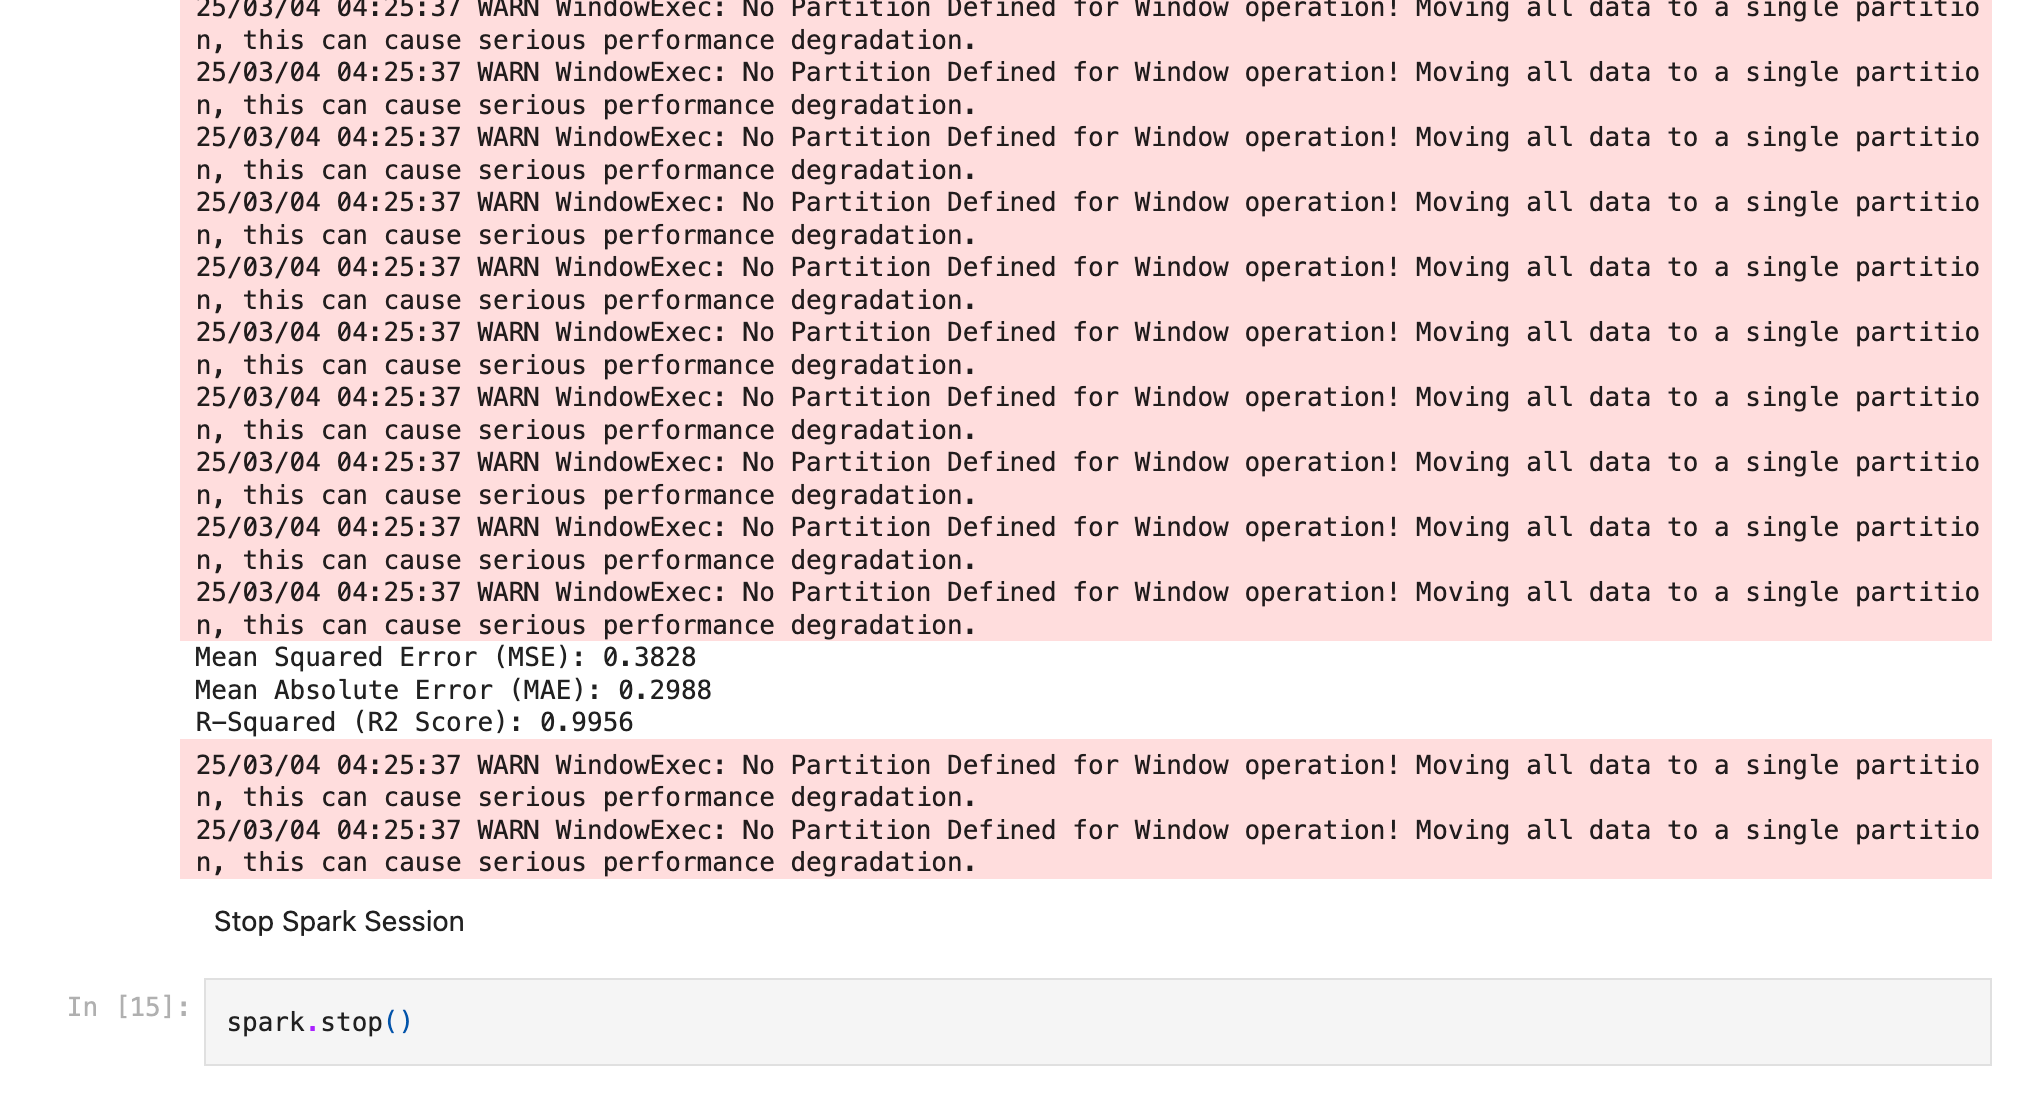 25/03/04 04:25:37 WARN WindowExec: No Partition Defined for Window operation! Moving all data to a single partitio
n, this can cause serious performance degradation.
25/03/04 04:25:37 WARN WindowExec: No Partition Defined for Window operation! Moving all data to a single partitio
n, this can cause serious performance degradation.
25/03/04 04:25:37 WARN WindowExec: No Partition Defined for Window operation! Moving all data to a single partitio
n, this can cause serious performance degradation.
25/03/04 04:25:37 WARN WindowExec: No Partition Defined for Window operation! Moving all data to a single partitio
n, this can cause serious performance degradation.
25/03/04 04:25:37 WARN WindowExec: No Partition Defined for Window operation! Moving all data to a single partitio
n, this can cause serious performance degradation.
25/03/04 04:25:37 WARN WindowExec: No Partition Defined for Window operation! Moving all data to a single partitio
n, this can cause serious performance degradation.
25/03/04 04:25:37 WARN WindowExec: No Partition Defined for Window operation! Moving all data to a single partitio
n, this can cause serious performance degradation.
25/03/04 04:25:37 WARN WindowExec: No Partition Defined for Window operation! Moving all data to a single partitio
n, this can cause serious performance degradation.
25/03/04 04:25:37 WARN WindowExec: No Partition Defined for Window operation! Moving all data to a single partitio
n, this can cause serious performance degradation.
25/03/04 04:25:37 WARN WindowExec: No Partition Defined for Window operation! Moving all data to a single partitio
n, this can cause serious performance degradation.
Mean Squared Error (MSE): 0.3828
Mean Absolute Error (MAE): 0.2988
R-Squared (R2 Score): 0.9956
25/03/04 04:25:37 WARN WindowExec: No Partition Defined for Window operation! Moving all data to a single partitio
n, this can cause serious performance degradation.
25/03/04 04:25:37 WARN WindowExec: No Partition Defined for Window operation! Moving all data to a single partitio
n, this can cause serious performance degradation.
Stop Spark Session
In [15]:
spark.stop()